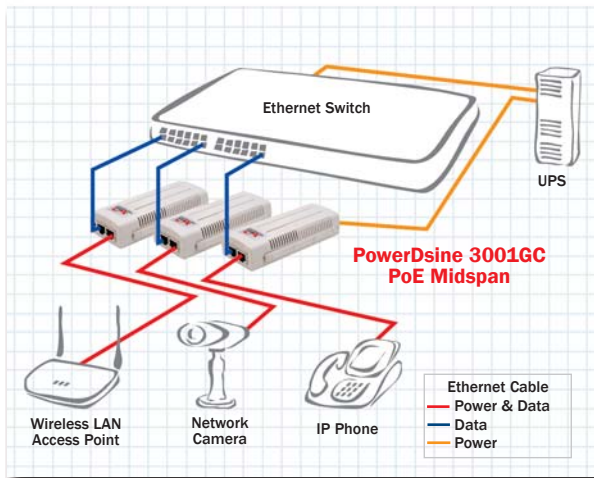 Ethernet Switch
UPS
PowerDsine 3001GC
PoE Midspan
Wireless LAN
Access Point
Network
Camera
IP Phone
Ethernet Cable
Power & Data
Data
Power